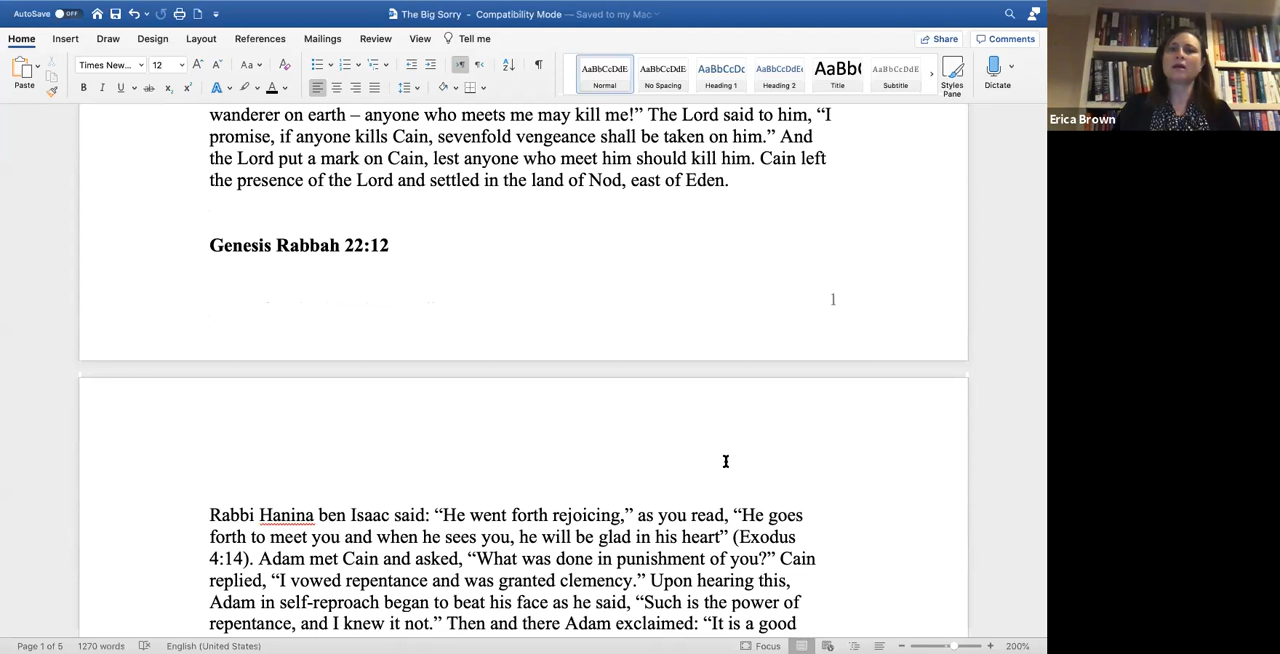 AutoSave OFF
The Big Sorry - Compatibility Mode — Saved to my Mac
Home Insert Draw Design Layout References Mailings Review View Tell me
Share Comments
Paste
Times New... 12
Aa
B I U ab x₂ x² A A
AaBbCcDdE AaBbCcDdE AaBbCcDc AaBbCcDdEe AaBb( AaBbCcDdE
Normal No Spacing Heading 1 Heading 2 Title Subtitle
Styles Pane
Dictate
Erica Brown
wanderer on earth – anyone who meets me may kill me!” The Lord said to him, “I
promise, if anyone kills Cain, sevenfold vengeance shall be taken on him.” And
the Lord put a mark on Cain, lest anyone who meet him should kill him. Cain left
the presence of the Lord and settled in the land of Nod, east of Eden.
Genesis Rabbah 22:12
1
Rabbi Hanina ben Isaac said: “He went forth rejoicing,” as you read, “He goes
forth to meet you and when he sees you, he will be glad in his heart” (Exodus
4:14). Adam met Cain and asked, “What was done in punishment of you?” Cain
replied, “I vowed repentance and was granted clemency.” Upon hearing this,
Adam in self-reproach began to beat his face as he said, “Such is the power of
repentance, and I knew it not.” Then and there Adam exclaimed: “It is a good
Page 1 of 5 1270 words English (United States) Focus 200%